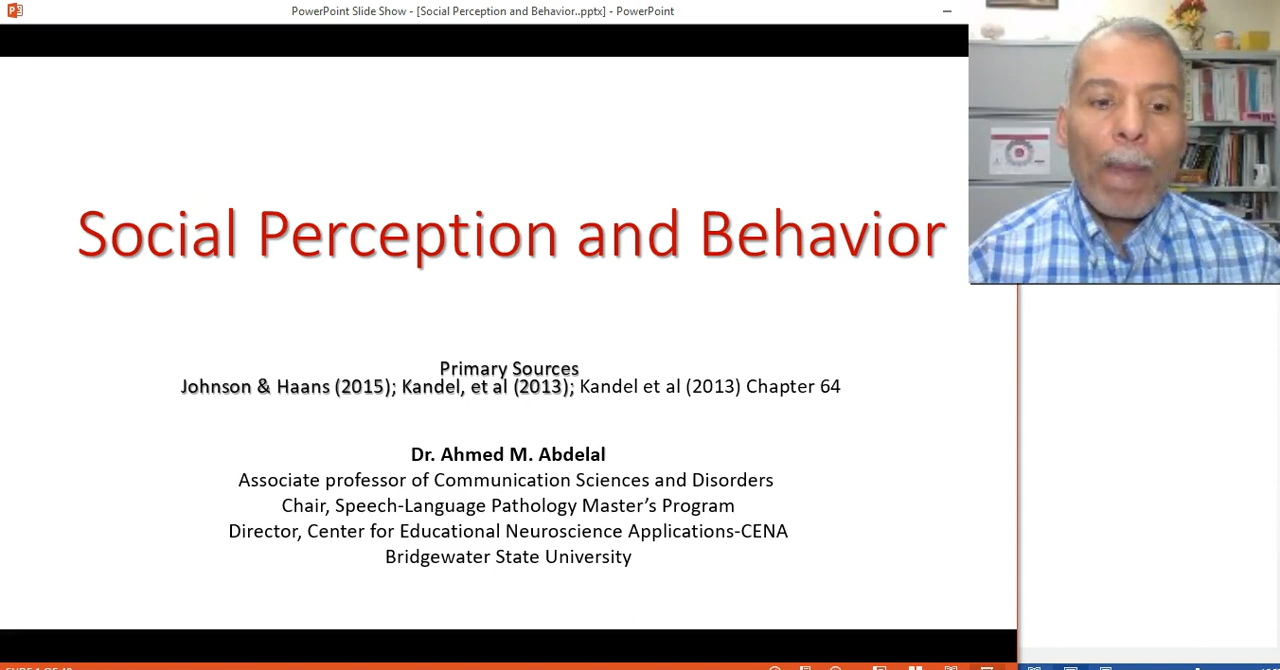 PowerPoint Slide Show - [Social Perception and Behavior..pptx] - PowerPoint
Social Perception and Behavior
Primary Sources
Johnson & Haans (2015); Kandel, et al (2013); Kandel et al (2013) Chapter 64
Dr. Ahmed M. Abdelal
Associate professor of Communication Sciences and Disorders
Chair, Speech-Language Pathology Master’s Program
Director, Center for Educational Neuroscience Applications-CENA
Bridgewater State University